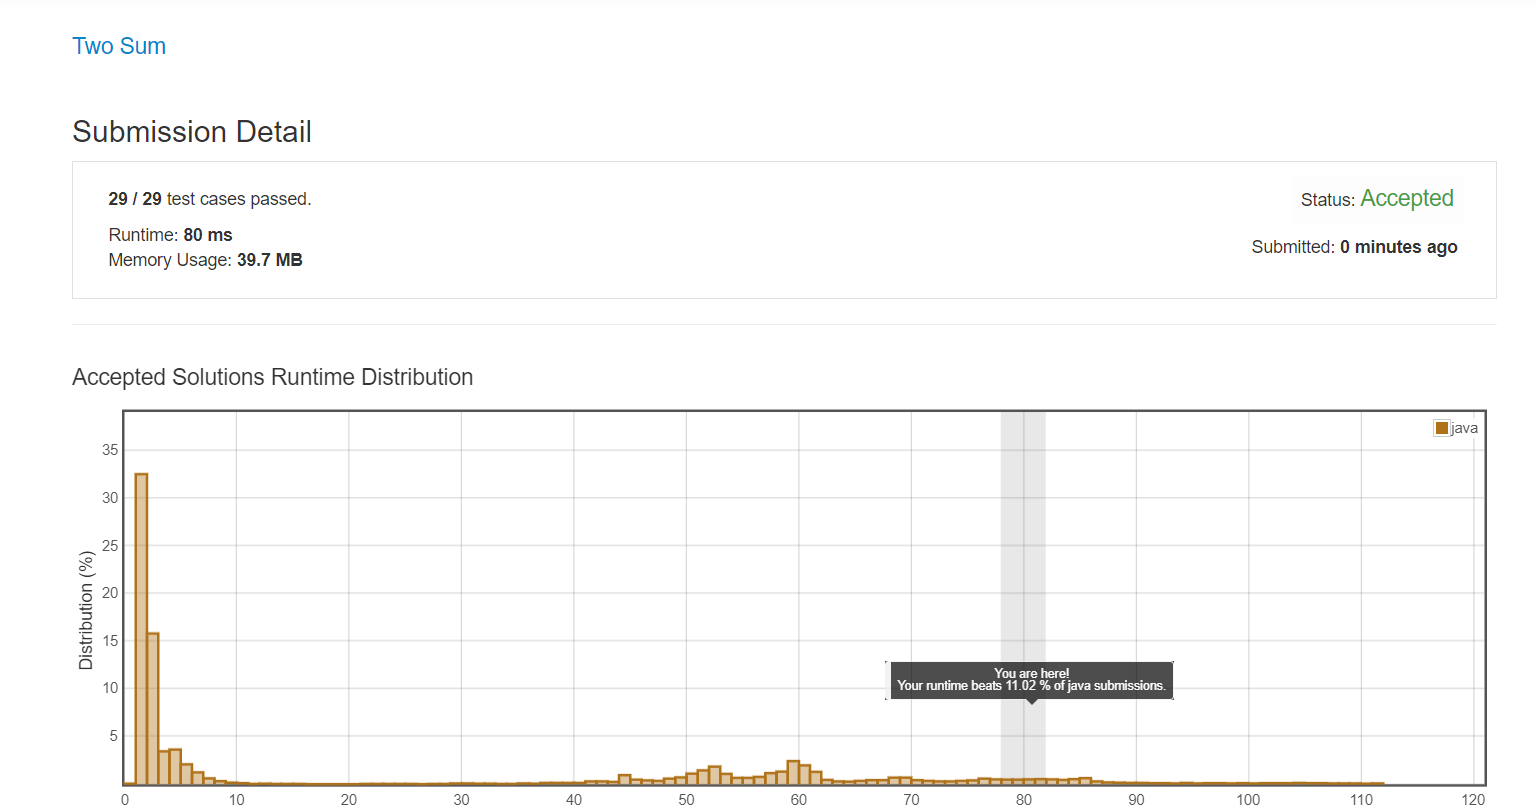 Two Sum
Submission Detail
29 / 29 test cases passed.
Status: Accepted
Runtime: 80 ms
Submitted: 0 minutes ago
Memory Usage: 39.7 MB
Accepted Solutions Runtime Distribution
java
35
30
25
20
15
10
5
Distribution (%)
You are here!
Your runtime beats 11.02 % of java submissions.
0 10 20 30 40 50 60 70 80 90 100 110 120